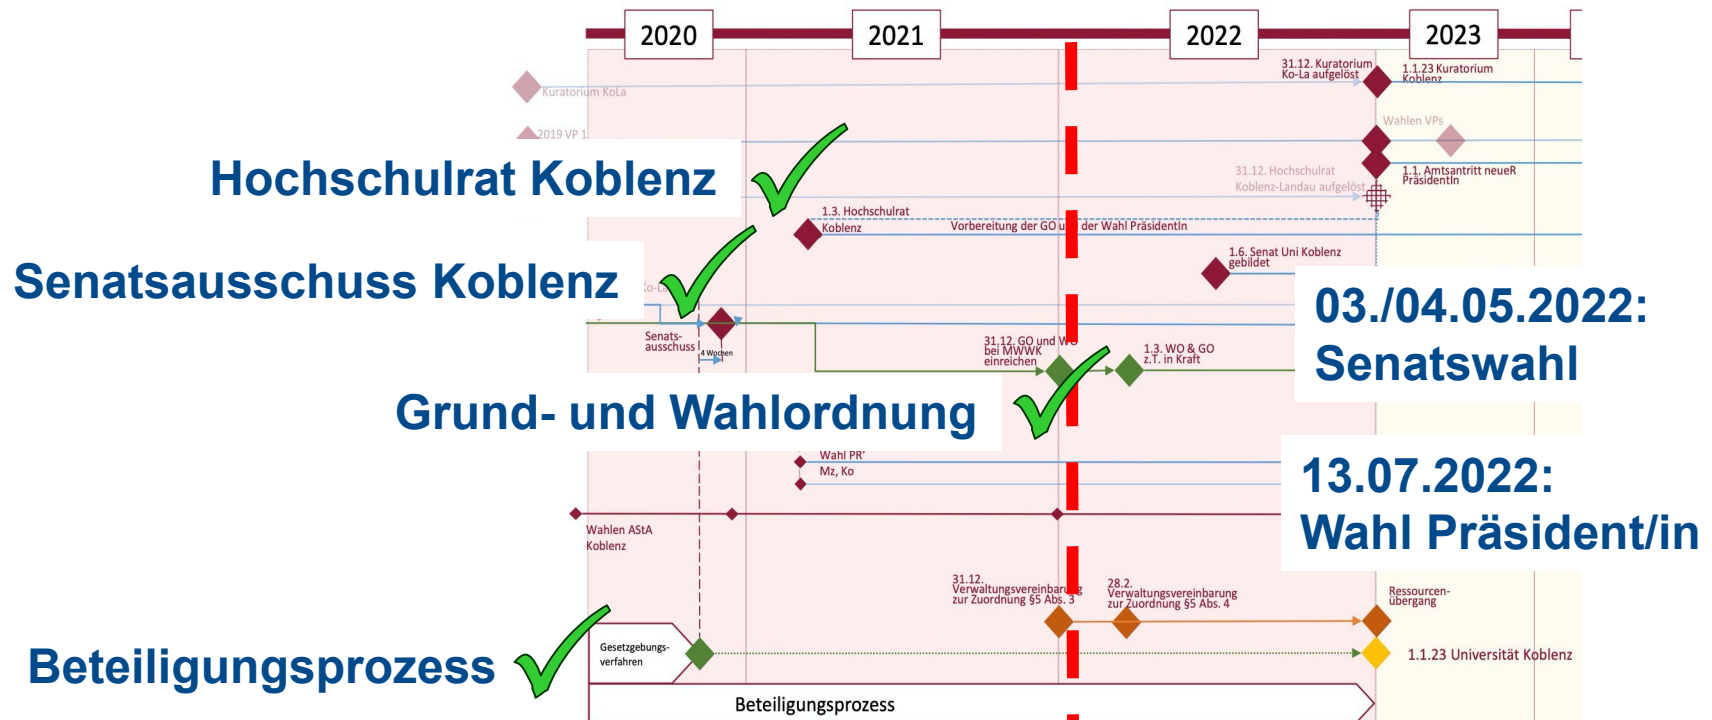 2020
2021
2022
2023
31.12. Kuratorium
Ko-La aufgelöst
1.1.23 Kuratorium
Koblenz
Kuratorium KoLa
2019 VP 1
Wahlen VPs
Hochschulrat Koblenz
31.12. Hochschulrat
Koblenz-Landau aufgelöst
1.1. Amtsantritt neueR
PräsidentIn
1.3. Hochschulrat
Koblenz
Vorbereitung der GO und der Wahl PräsidentIn
1.6. Senat Uni Koblenz
gebildet
Senatsausschuss Koblenz
Ko-La
03./04.05.2022:
Senatswahl
Senats-
ausschuss
4 Wochen
31.12. GO und WO
bei MWWK
einreichen
1.3. WO & GO
z.T. in Kraft
Grund- und Wahlordnung
Wahl PR'
Mz, Ko
13.07.2022:
Wahl Präsident/in
Wahlen AStA
Koblenz
31.12.
Verwaltungsvereinbarung
zur Zuordnung §5 Abs. 3
28.2.
Verwaltungsvereinbarung
zur Zuordnung §5 Abs. 4
Ressourcen-
übergang
Gesetzgebungs-
verfahren
1.1.23 Universität Koblenz
Beteiligungsprozess
Beteiligungsprozess